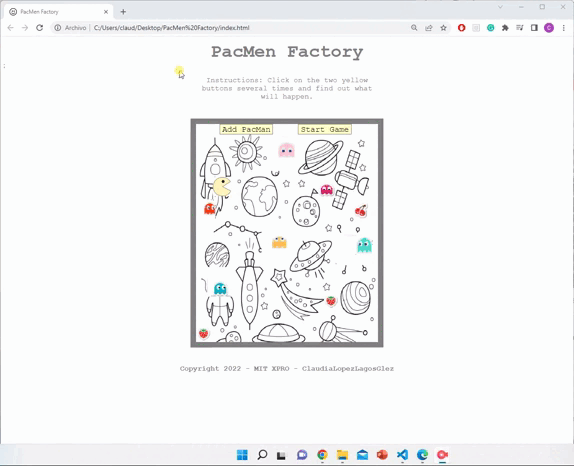 PacMen Factory
Archivo
C:/Users/claud/Desktop/PacMen%20Factory/index.html
PacMen Factory
Instructions: Click on the two yellow
buttons several times and find out what
will happen.
Add PacMan
Start Game
Copyright 2022 - MIT XPRO - ClaudiaLopezLagosGlez